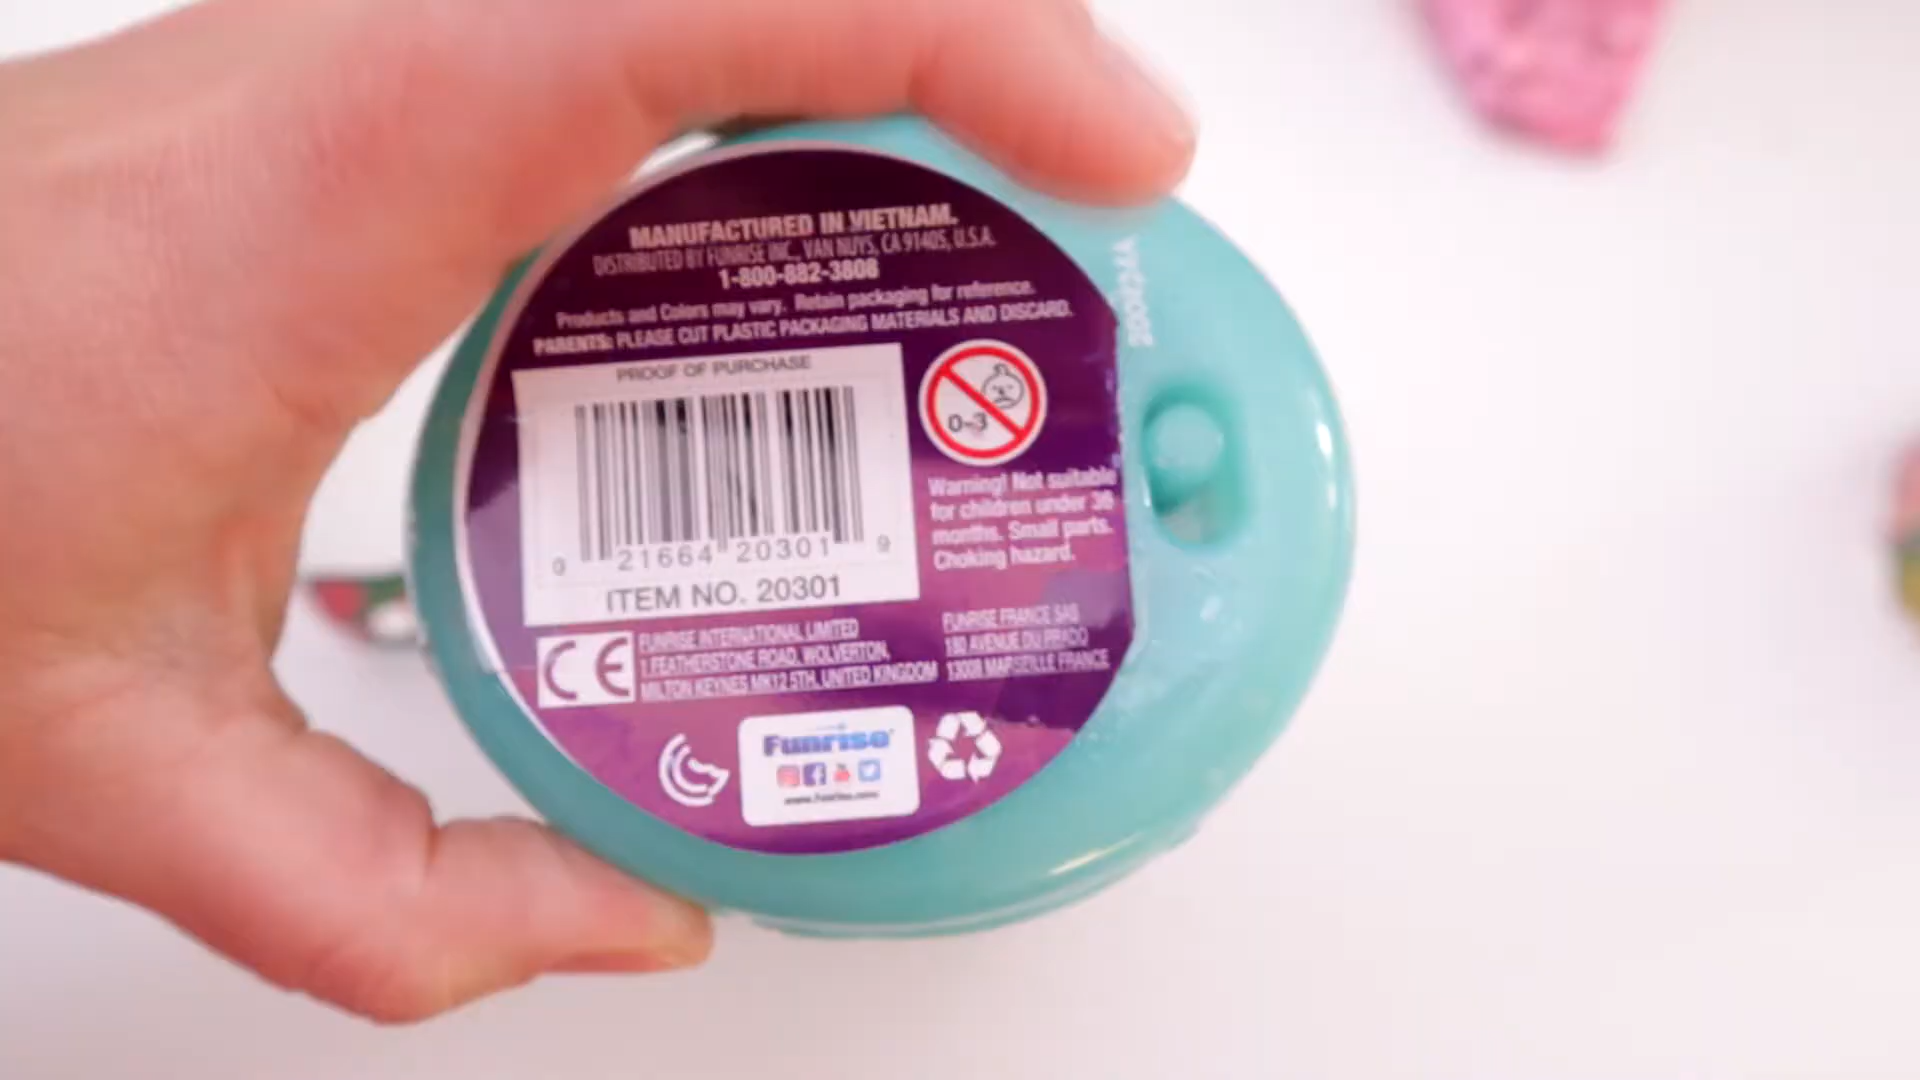 MANUFACTURED IN VIETNAM.
DISTRIBUTED BY FUNRISE INC., VAN NUYS, CA 91405, U.S.A.
1-800-882-3808
Products and Colors may vary. Retain packaging for reference.
PARENTS: PLEASE CUT PLASTIC PACKAGING MATERIALS AND DISCARD.
PROOF OF PURCHASE
0 21664 20301 9
ITEM NO. 20301
0-3
Warning! Not suitable
for children under 36
months. Small parts.
Choking hazard.
CE
FUNRISE INTERNATIONAL LIMITED
1 FEATHERSTONE ROAD, WOLVERTON,
MILTON KEYNES MK12 5TH, UNITED KINGDOM
FUNRISE FRANCE SAS
180 AVENUE DU PRADO
13008 MARSEILLE FRANCE
Funrise
www.funrise.com